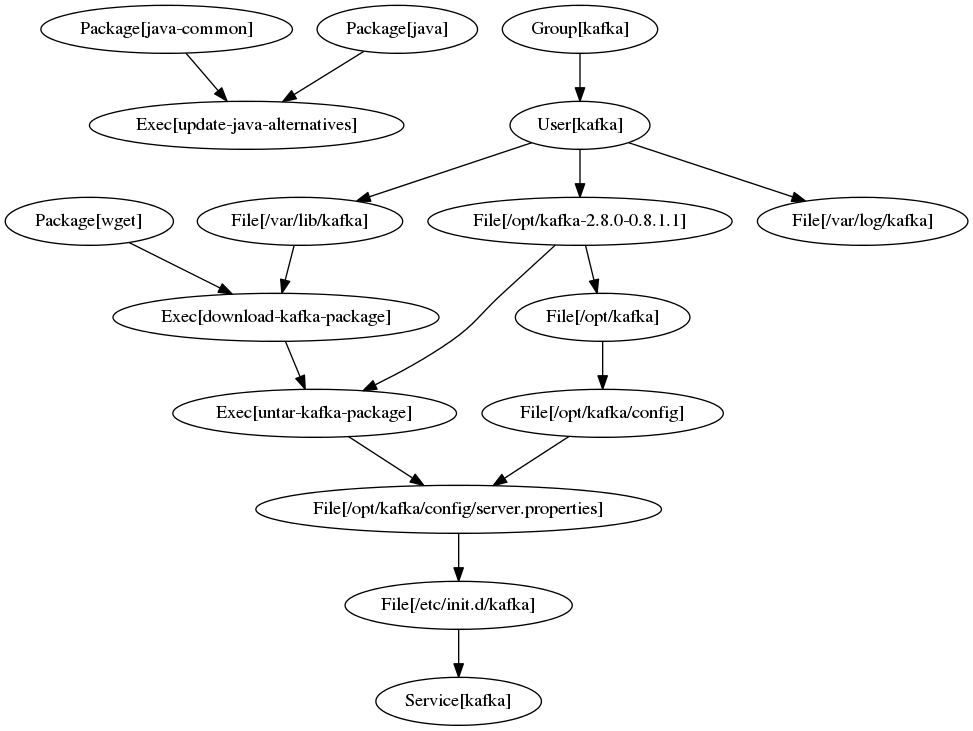 Package[java-common]
Package[java]
Group[kafka]
Exec[update-java-alternatives]
User[kafka]
Package[wget]
File[/var/lib/kafka]
File[/opt/kafka-2.8.0-0.8.1.1]
File[/var/log/kafka]
Exec[download-kafka-package]
File[/opt/kafka]
Exec[untar-kafka-package]
File[/opt/kafka/config]
File[/opt/kafka/config/server.properties]
File[/etc/init.d/kafka]
Service[kafka]